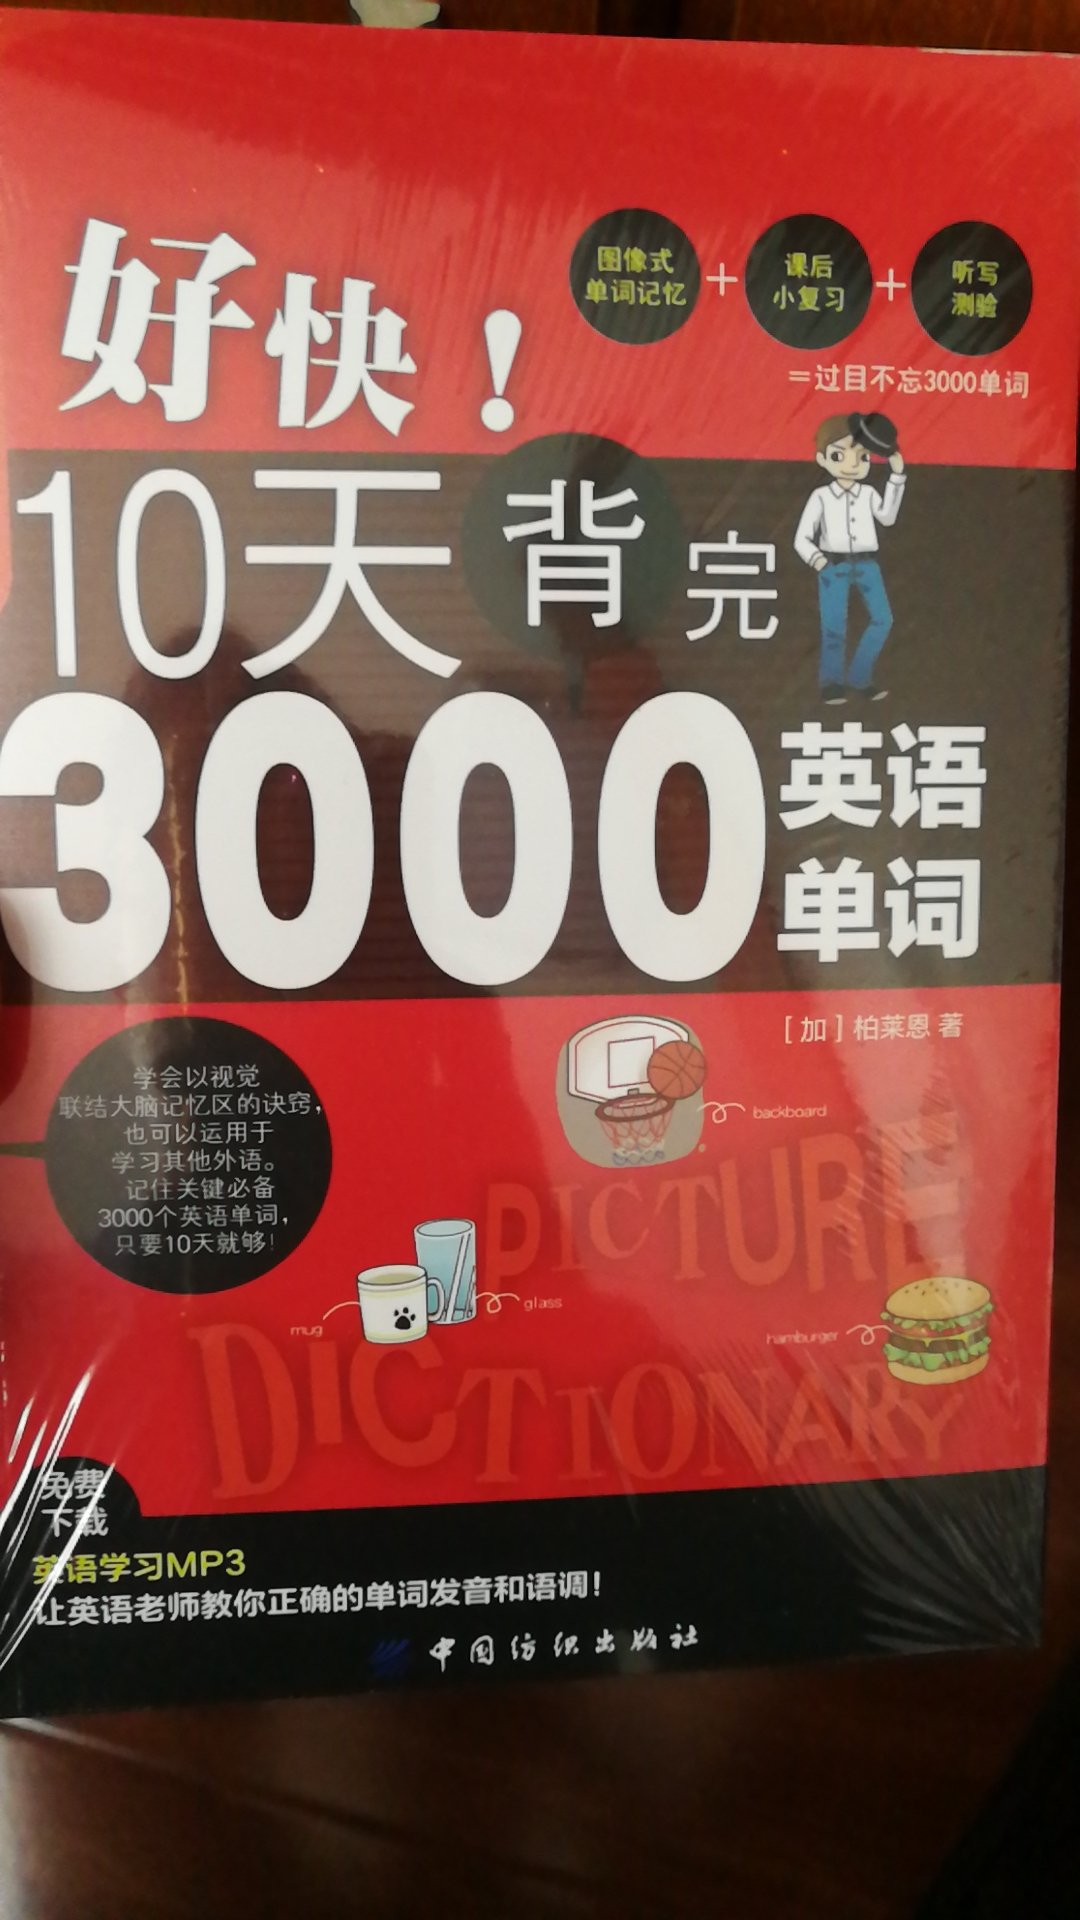 好快！
图像式
单词记忆
+
课后
小复习
+
听写
测验
=过目不忘3000单词
10天背完
3000英语
单词
[加]柏莱恩 著
学会以视觉
联结大脑记忆区的诀窍，
也可以运用于
学习其他外语。
记住关键必备
3000个英语单词，
只要10天就够!
backboard
PICTURE
glass
mug
hamburger
DICTIONARY
免费
下载
英语学习MP3
让英语老师教你正确的单词发音和语调！
中国纺织出版社